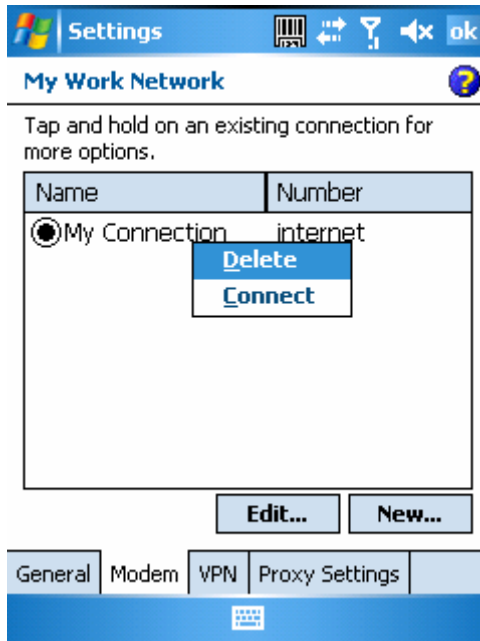 Settings
ok
My Work Network
?
Tap and hold on an existing connection for
more options.
Name Number
My Connection internet
Delete
Connect
Edit... New...
General Modem VPN Proxy Settings